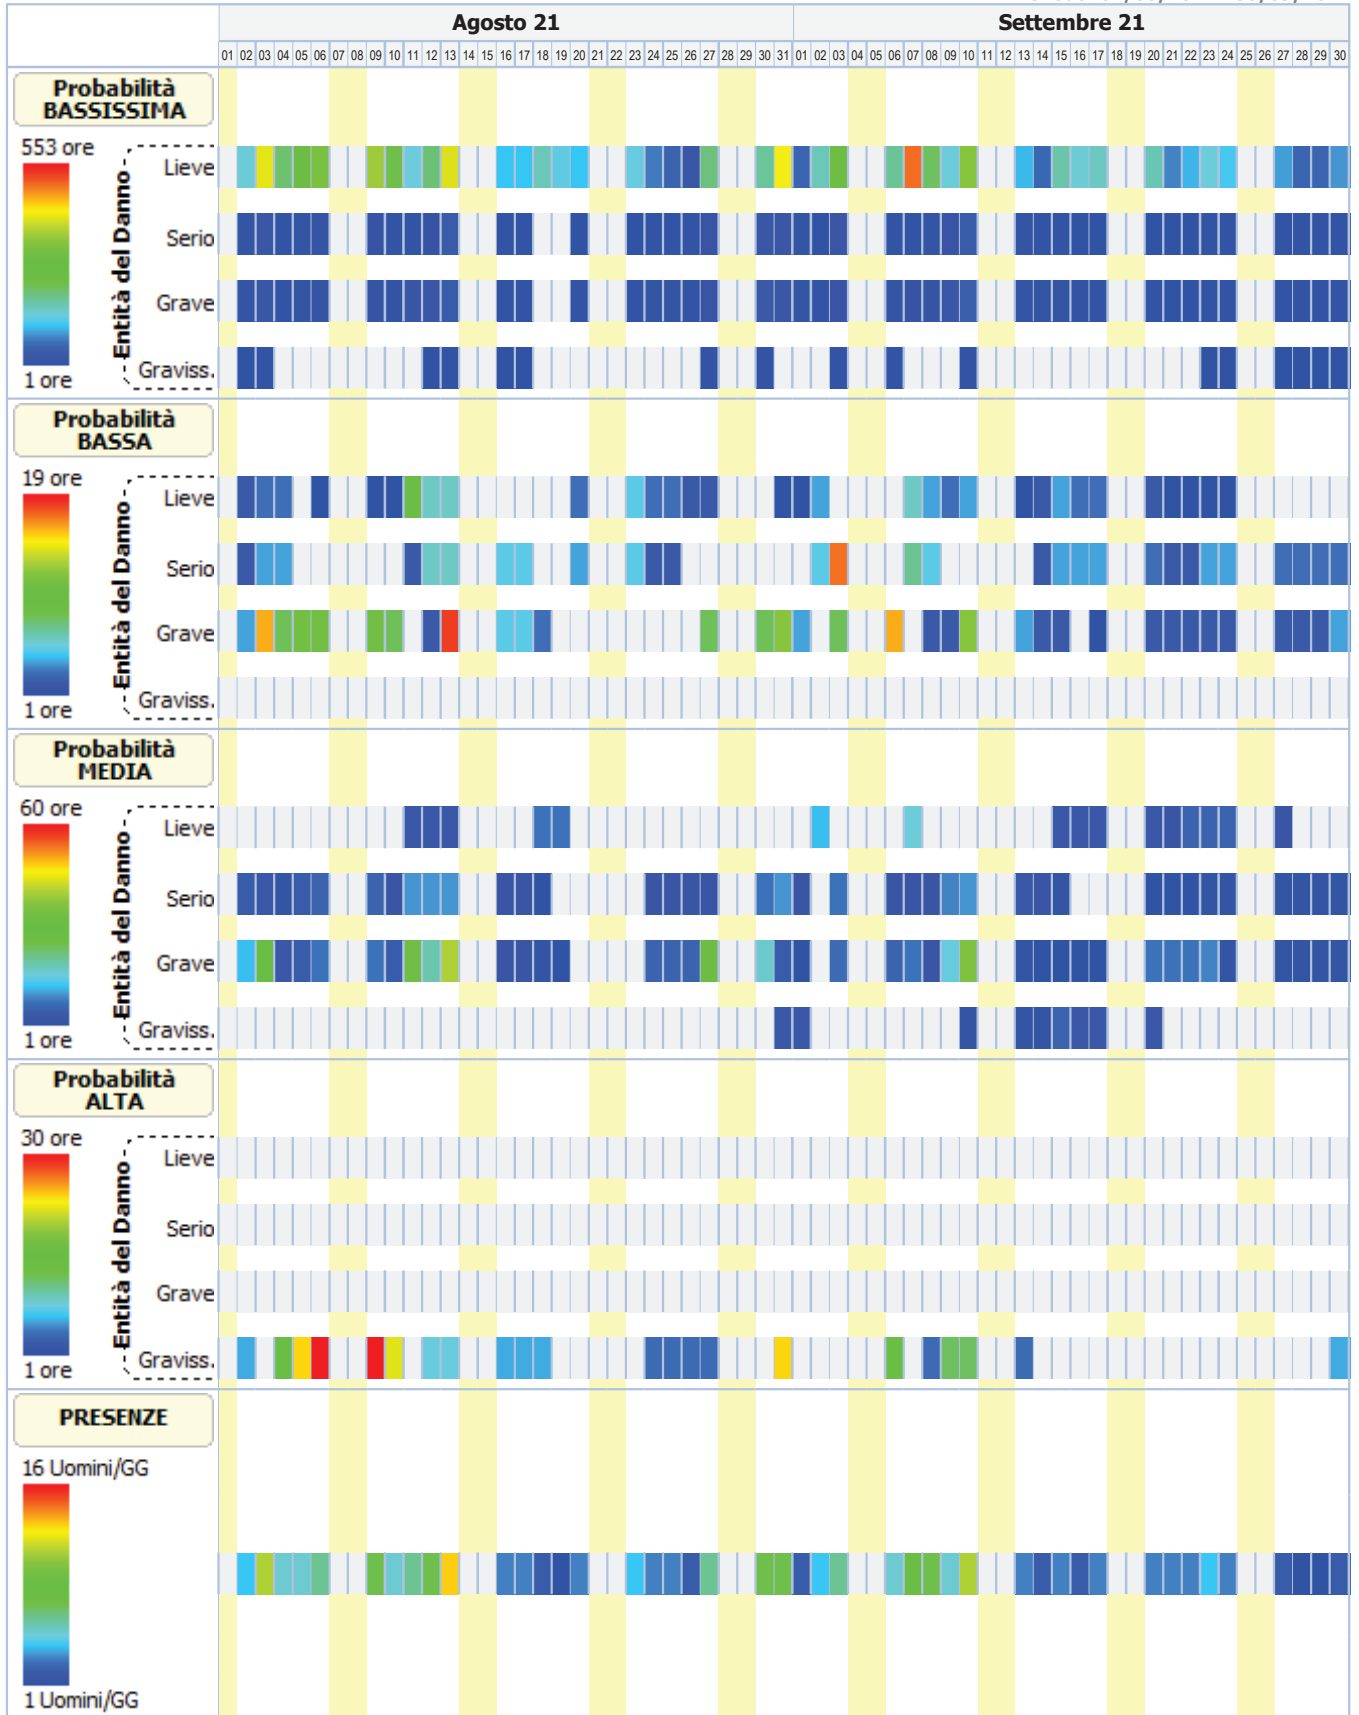 Agosto 21 Settembre 21
01 02 03 04 05 06 07 08 09 10 11 12 13 14 15 16 17 18 19 20 21 22 23 24 25 26 27 28 29 30 31 01 02 03 04 05 06 07 08 09 10 11 12 13 14 15 16 17 18 19 20 21 22 23 24 25 26 27 28 29 30
Probabilità
BASSISSIMA
553 ore
Entità del Danno
Lieve
Serio
Grave
Graviss.
1 ore
Probabilità
BASSA
19 ore
Entità del Danno
Lieve
Serio
Grave
Graviss.
1 ore
Probabilità
MEDIA
60 ore
Entità del Danno
Lieve
Serio
Grave
Graviss.
1 ore
Probabilità
ALTA
30 ore
Entità del Danno
Lieve
Serio
Grave
Graviss.
1 ore
PRESENZE
16 Uomini/GG
1 Uomini/GG